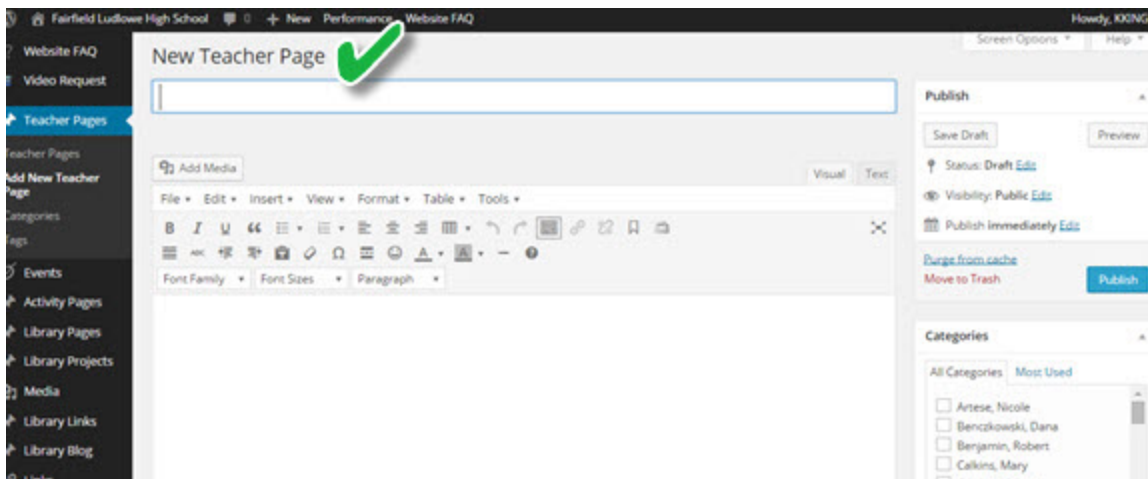 Fairfield Ludlowe High School 0 + New Performance Website FAQ Howdy, KKING
Website FAQ
Video Request
Teacher Pages
Teacher Pages
Add New Teacher
Page
Categories
Tags
Events
Activity Pages
Library Pages
Library Projects
Media
Library Links
Library Blog
Links
Screen Options Help
New Teacher Page
Add Media
Visual Text
File Edit Insert View Format Table Tools
B I U
ABC
Font Family Font Sizes Paragraph
Publish
Save Draft Preview
Status: Draft Edit
Visibility: Public Edit
Publish immediately Edit
Purge from cache
Move to Trash Publish
Categories
All Categories Most Used
Artese, Nicole
Benczkowski, Dana
Benjamin, Robert
Calkins, Mary